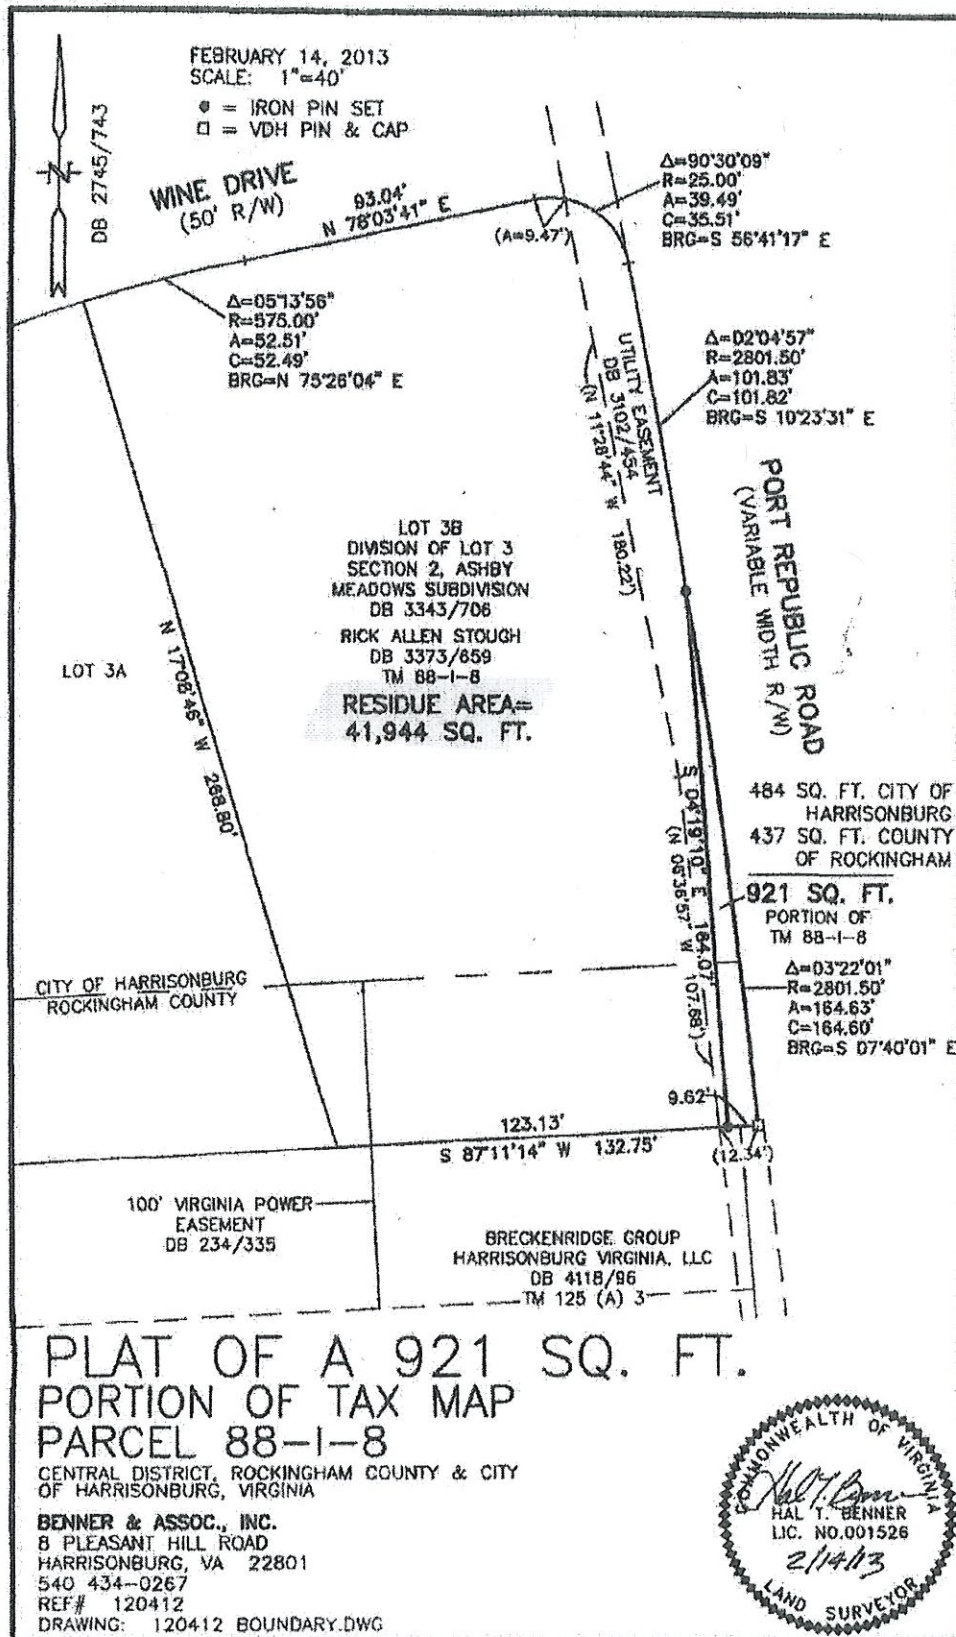 FEBRUARY 14, 2013
SCALE: 1"=40'
● = IRON PIN SET
□ = VDH PIN & CAP
N
DB 2745/743
WINE DRIVE
(50' R/W)
93.04'
N 78°03'41" E
(A=9.47')
Δ=90°30'09"
R=25.00'
A=39.49'
C=35.51'
BRG=S 56°41'17" E
Δ=05°13'56"
R=575.00'
A=52.51'
C=52.49'
BRG=N 75°26'04" E
Δ=02°04'57"
R=2801.50'
A=101.83'
C=101.82'
BRG=S 10°23'31" E
UTILITY EASEMENT
DB 3102/454
(N 11°28'44" W 180.22')
PORT REPUBLIC ROAD
(VARIABLE WIDTH R/W)
LOT 3B
DIVISION OF LOT 3
SECTION 2, ASHBY
MEADOWS SUBDIVISION
DB 3343/706
RICK ALLEN STOUGH
DB 3373/659
TM 88-I-8
RESIDUE AREA=
41,944 SQ. FT.
LOT 3A
N 17°08'46" W 268.80'
S 04°19'10" E 164.07'
(N 06°36'57" W 107.68')
484 SQ. FT. CITY OF
HARRISONBURG
437 SQ. FT. COUNTY
OF ROCKINGHAM
921 SQ. FT.
PORTION OF
TM 88-I-8
Δ=03°22'01"
R=2801.50'
A=164.63'
C=164.60'
BRG=S 07°40'01" E
CITY OF HARRISONBURG
ROCKINGHAM COUNTY
9.62'
123.13'
S 87°11'14" W 132.75'
(12.34')
100' VIRGINIA POWER
EASEMENT
DB 234/335
BRECKENRIDGE GROUP
HARRISONBURG VIRGINIA, LLC
DB 4118/96
TM 125 (A) 3
PLAT OF A 921 SQ. FT.
PORTION OF TAX MAP
PARCEL 88-I-8
CENTRAL DISTRICT, ROCKINGHAM COUNTY & CITY
OF HARRISONBURG, VIRGINIA
BENNER & ASSOC., INC.
8 PLEASANT HILL ROAD
HARRISONBURG, VA 22801
540 434-0267
REF# 120412
DRAWING: 120412 BOUNDARY.DWG
COMMONWEALTH OF VIRGINIA
Hal T. Benner
HAL T. BENNER
LIC. NO.001526
2/14/13
LAND SURVEYOR